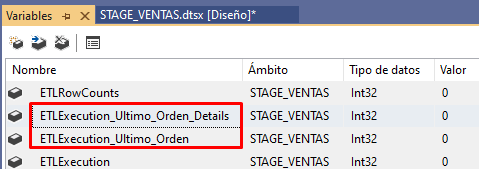 Variables STAGE_VENTAS.dtsx [Diseño]*
Nombre Ámbito Tipo de datos Valor
ETLRowCounts STAGE_VENTAS Int32 0
ETLExecution_Ultimo_Orden_Details STAGE_VENTAS Int32 0
ETLExecution_Ultimo_Orden STAGE_VENTAS Int32 0
ETLExecution STAGE_VENTAS Int32 0